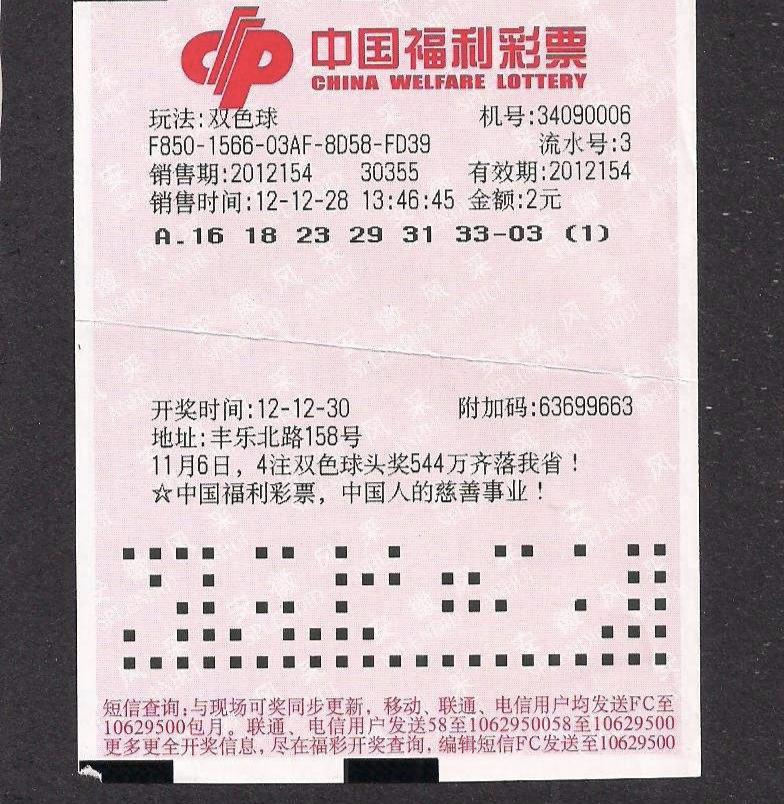 中国福利彩票
CHINA WELFARE LOTTERY
玩法:双色球 机号:34090006
F850-1566-03AF-8D58-FD39 流水号:3
销售期:2012154 30355 有效期:2012154
销售时间:12-12-28 13:46:45 金额:2元
A.16 18 23 29 31 33-03 (1)
开奖时间:12-12-30 附加码:63699663
地址:丰乐北路158号
11月6日，4注双色球头奖544万齐落我省！
☆中国福利彩票，中国人的慈善事业！
短信查询:与现场可奖同步更新，移动、联通、电信用户均发送FC至
10629500包月。联通、电信用户发送58至1062950058至10629500
更多更全开奖信息，尽在福彩开奖查询，编辑短信FC发送至10629500